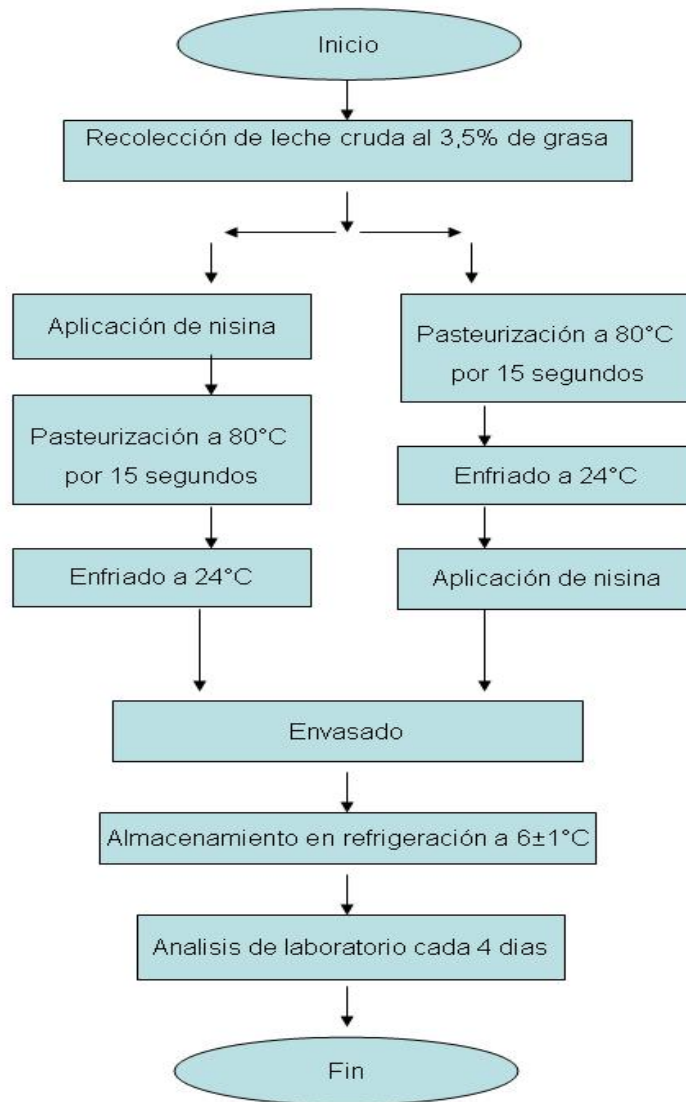 Inicio
Recolección de leche cruda al 3,5% de grasa
Aplicación de nisina
Pasteurización a 80°C
por 15 segundos
Enfriado a 24°C
Pasteurización a 80°C
por 15 segundos
Enfriado a 24°C
Aplicación de nisina
Envasado
Almacenamiento en refrigeración a 6±1°C
Analisis de laboratorio cada 4 dias
Fin